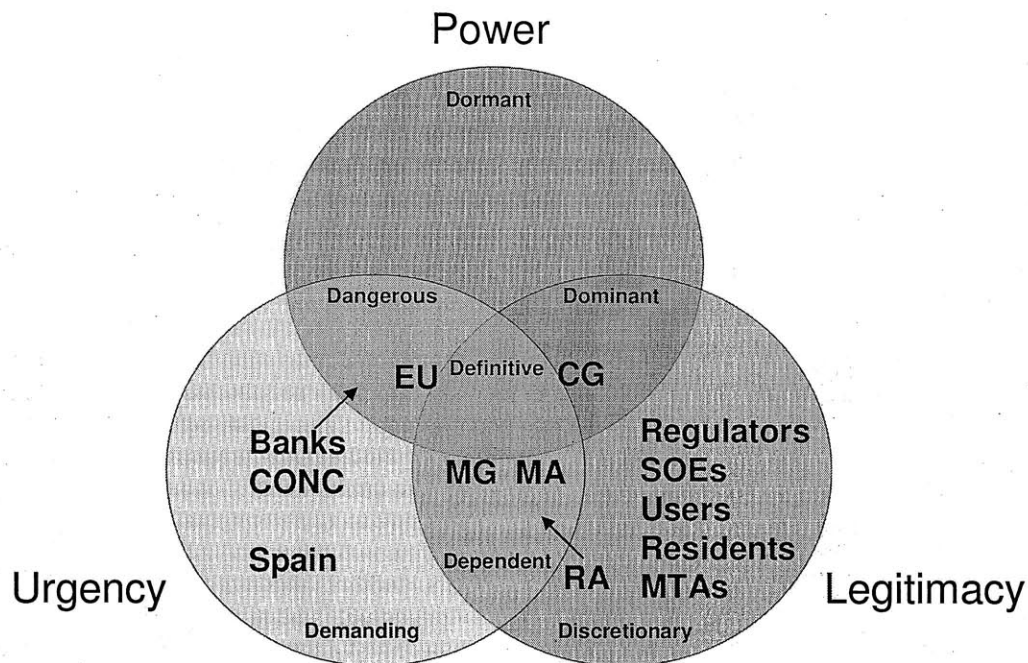 Power
Dormant
Dangerous
Dominant
EU
Definitive
CG
Banks
CONC
Regulators
SOEs
Users
Residents
MTAs
MG MA
Spain
Dependent
RA
Urgency
Legitimacy
Demanding
Discretionary